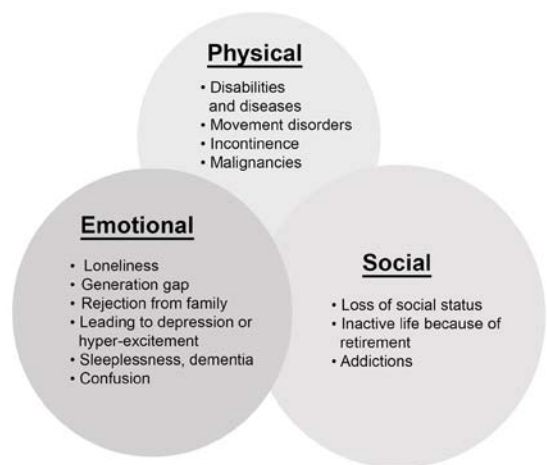 Physical
• Disabilities
and diseases
• Movement disorders
• Incontinence
• Malignancies
Emotional
• Loneliness
• Generation gap
• Rejection from family
• Leading to depression or
hyper-excitement
• Sleeplessness, dementia
• Confusion
Social
• Loss of social status
• Inactive life because of
retirement
• Addictions